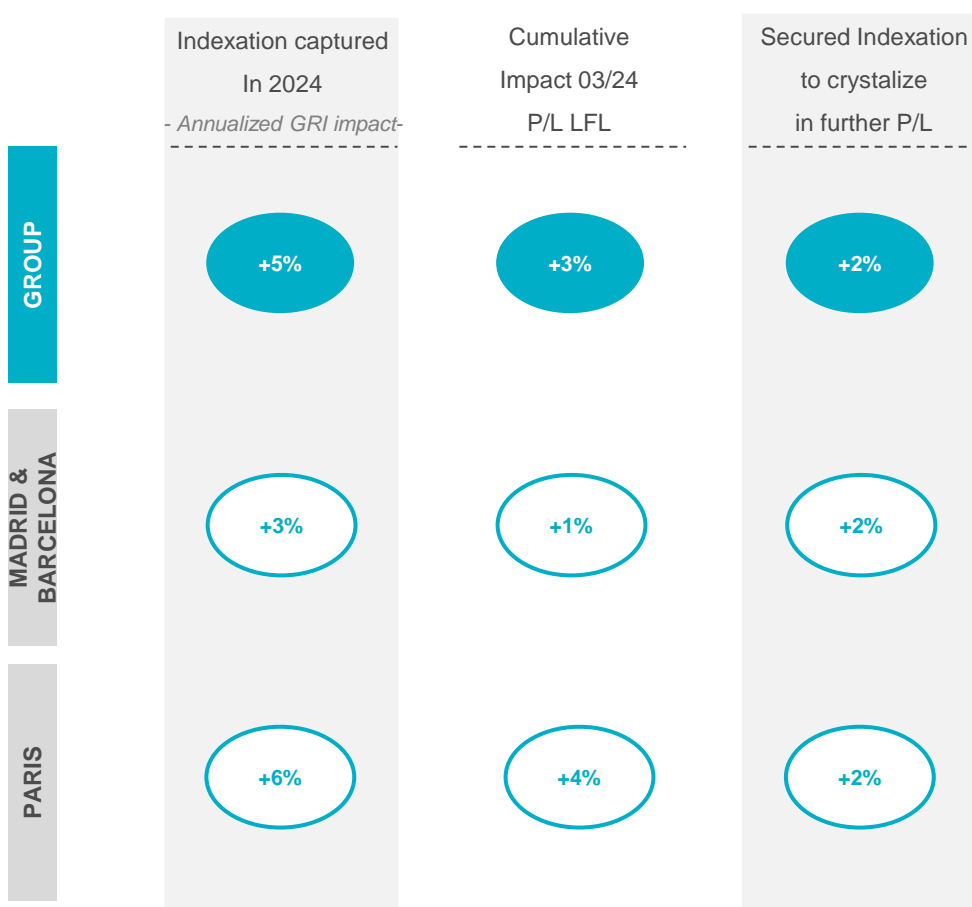 Indexation captured
In 2024
- Annualized GRI impact-
Cumulative
Impact 03/24
P/L LFL
Secured Indexation
to crystalize
in further P/L
GROUP
+5%
+3%
+2%
MADRID &
BARCELONA
+3%
+1%
+2%
PARIS
+6%
+4%
+2%